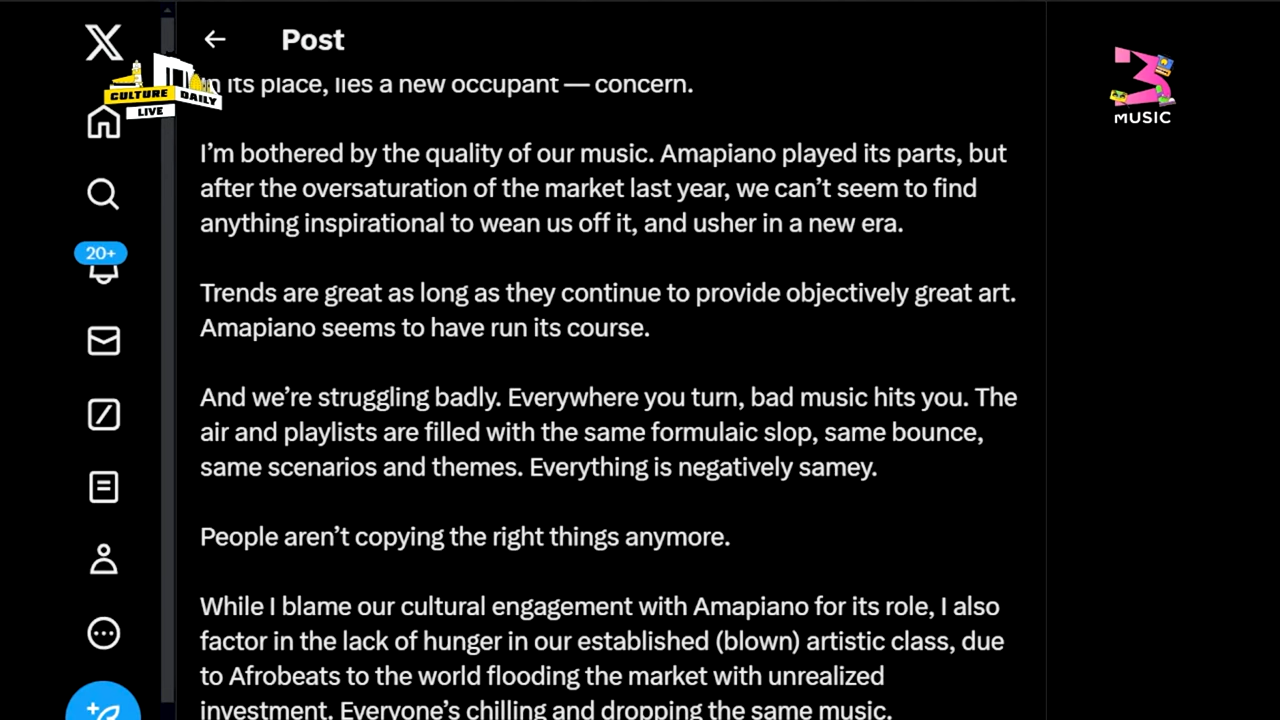 Post
in its place, lies a new occupant — concern.
CULTURE DAILY
LIVE
MUSIC
I’m bothered by the quality of our music. Amapiano played its parts, but
after the oversaturation of the market last year, we can’t seem to find
anything inspirational to wean us off it, and usher in a new era.
20+
Trends are great as long as they continue to provide objectively great art.
Amapiano seems to have run its course.
And we’re struggling badly. Everywhere you turn, bad music hits you. The
air and playlists are filled with the same formulaic slop, same bounce,
same scenarios and themes. Everything is negatively samey.
People aren’t copying the right things anymore.
While I blame our cultural engagement with Amapiano for its role, I also
factor in the lack of hunger in our established (blown) artistic class, due
to Afrobeats to the world flooding the market with unrealized
investment. Everyone’s chilling and dropping the same music.